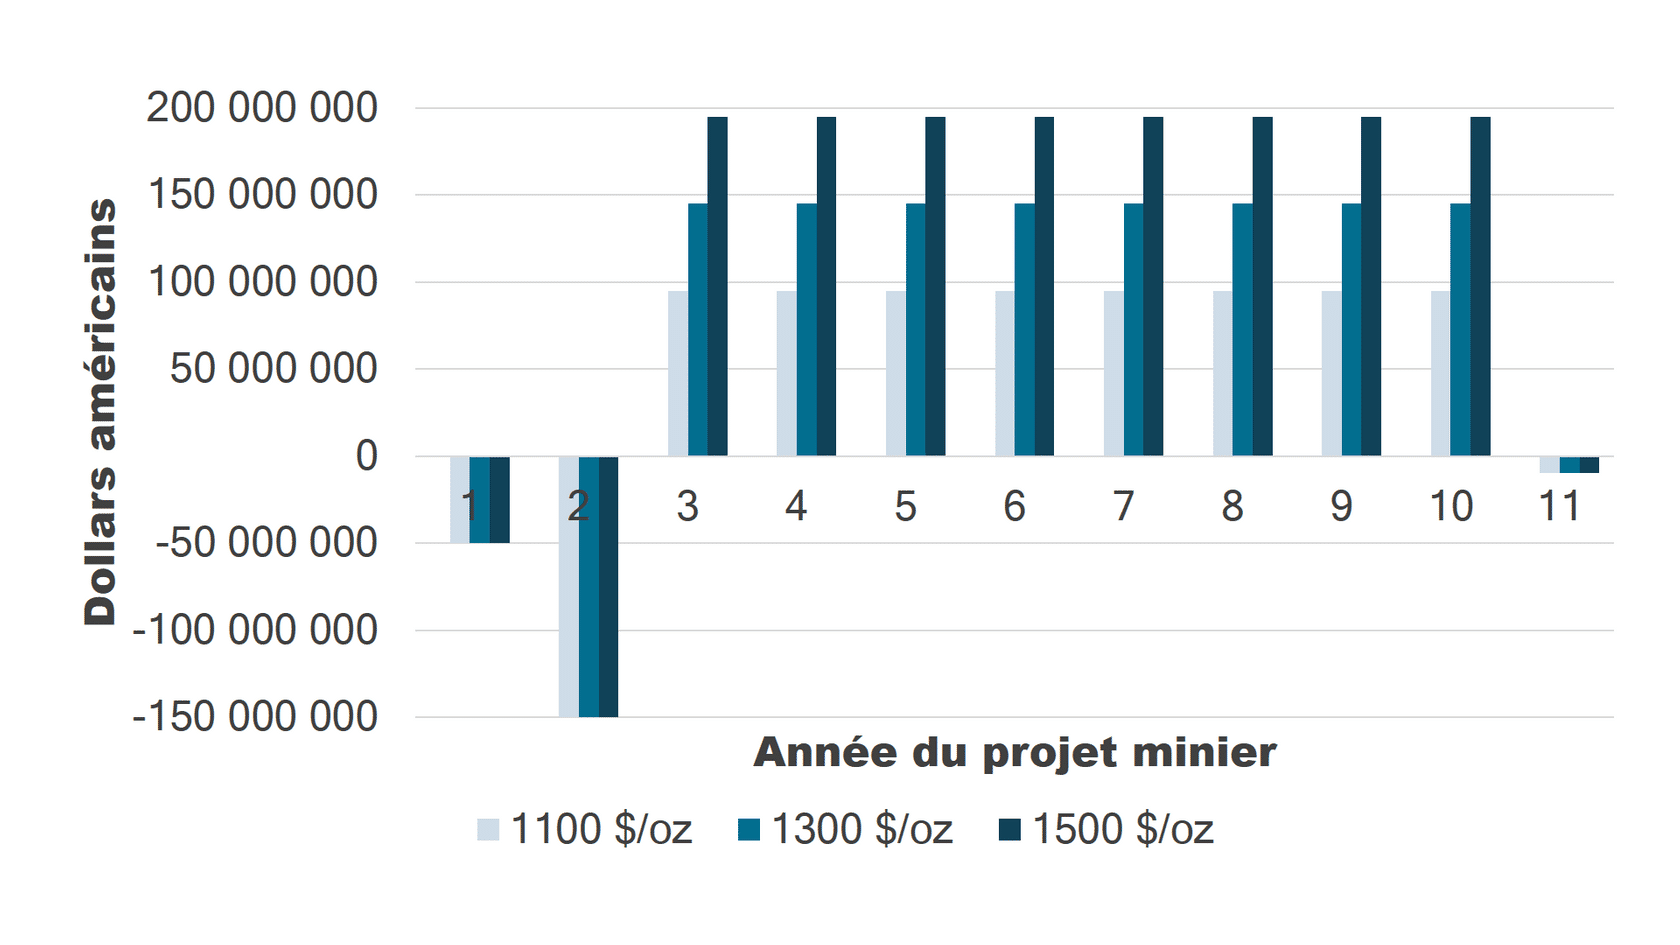 200 000 000
150 000 000
100 000 000
50 000 000
0
-50 000 000
-100 000 000
-150 000 000
Dollars américains
1 2 3 4 5 6 7 8 9 10 11
Année du projet minier
1100 $/oz 1300 $/oz 1500 $/oz